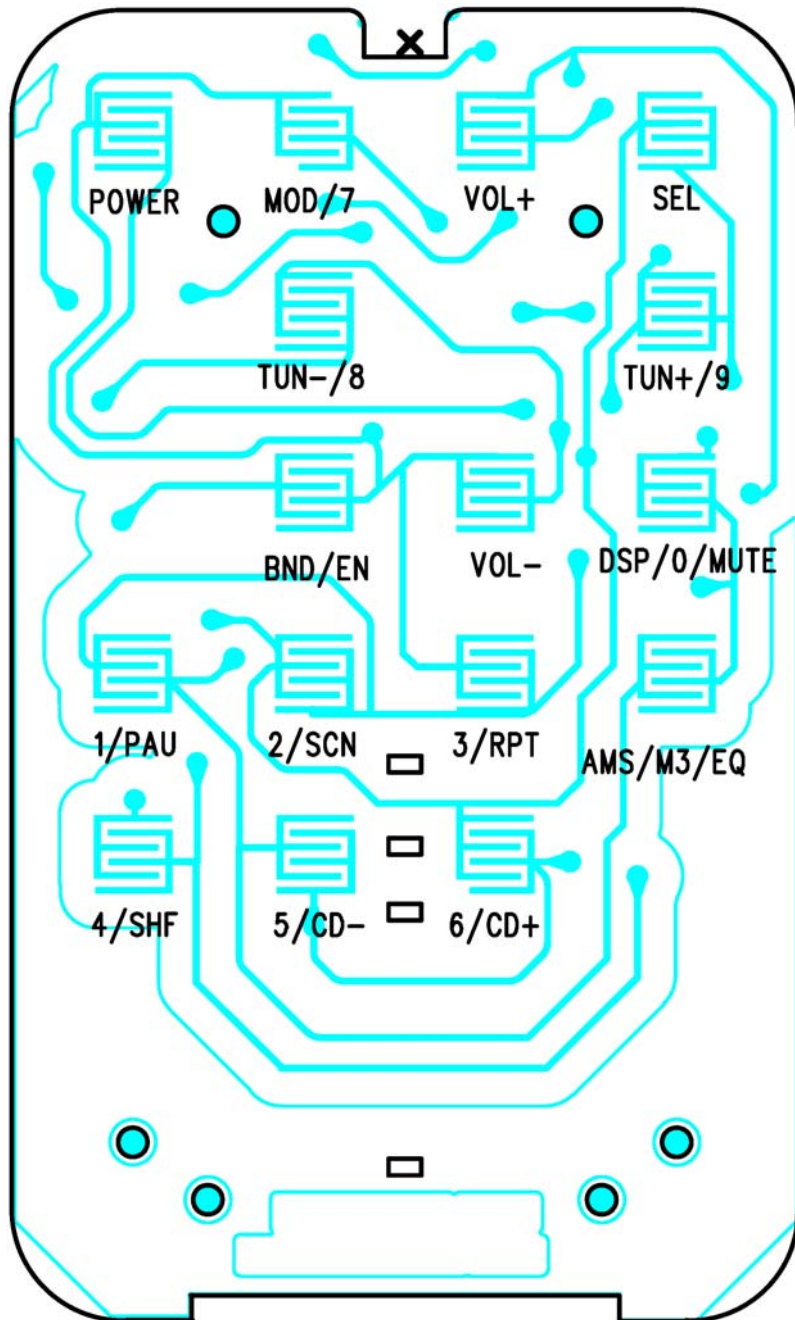 POWER MOD/7 VOL+ SEL
TUN-/8 TUN+/9
BND/EN VOL- DSP/0/MUTE
1/PAU 2/SCN 3/RPT AMS/M3/EQ
4/SHF 5/CD- 6/CD+